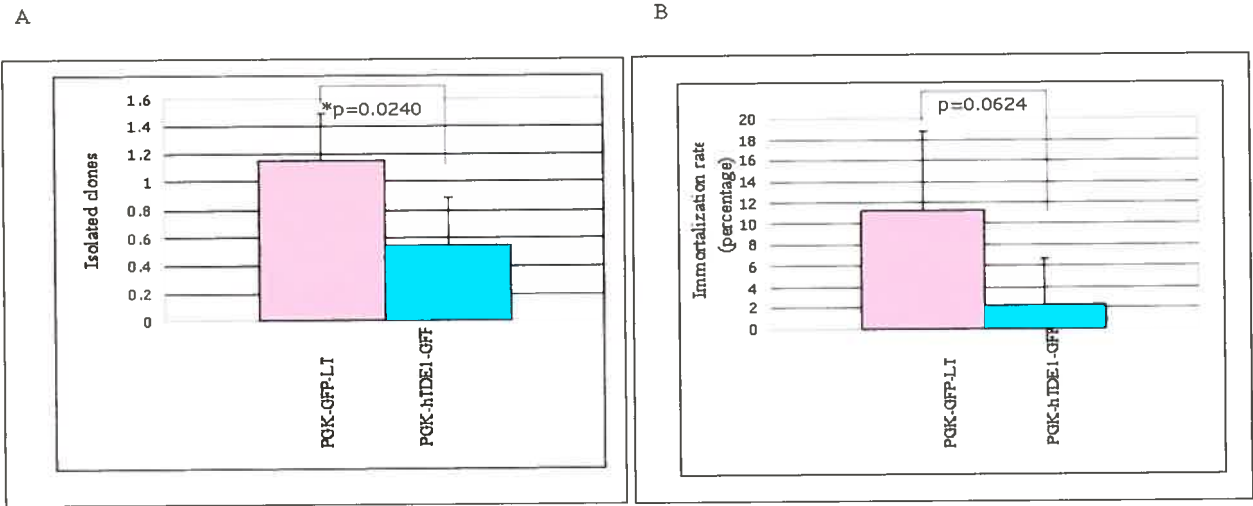 A
Isolated clones
1.6
1.4
1.2
1
0.8
0.6
0.4
0.2
0
*p=0.0240
PGK-GFP-LT
PGK-hTDE1-GFP
B
Immortalization rate
(percentage)
20
18
16
14
12
10
8
6
4
2
0
p=0.0624
PGK-GFP-LT
PGK-hTDE1-GFP